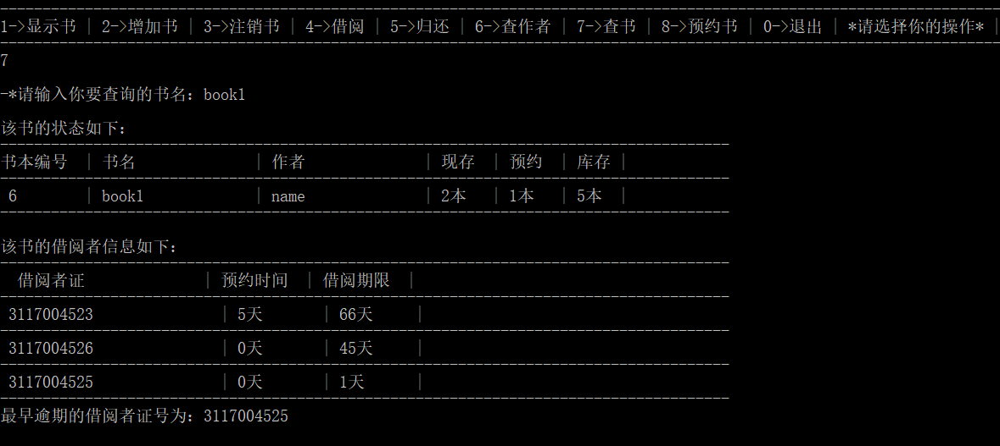 1->显示书 | 2->增加书 | 3->注销书 | 4->借阅 | 5->归还 | 6->查作者 | 7->查书 | 8->预约书 | 0->退出 | *请选择你的操作* |
7
-*请输入你要查询的书名：book1
该书的状态如下：
书本编号 | 书名 | 作者 | 现存 | 预约 | 库存 |
6 | book1 | name | 2本 | 1本 | 5本 |
该书的借阅者信息如下：
借阅者证 | 预约时间 | 借阅期限 |
3117004523 | 5天 | 66天 |
3117004526 | 0天 | 45天 |
3117004525 | 0天 | 1天 |
最早逾期的借阅者证号为：3117004525